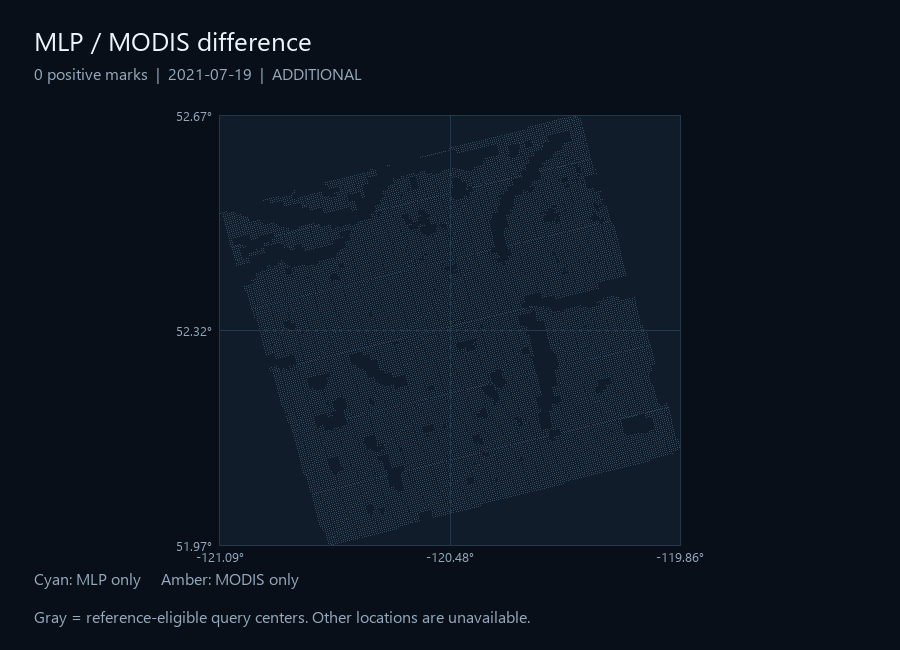 MLP / MODIS difference
0 positive marks | 2021-07-19 | ADDITIONAL
52.67°
52.32°
51.97°
-121.09° -120.48° -119.86°
Cyan: MLP only Amber: MODIS only
Gray = reference-eligible query centers. Other locations are unavailable.